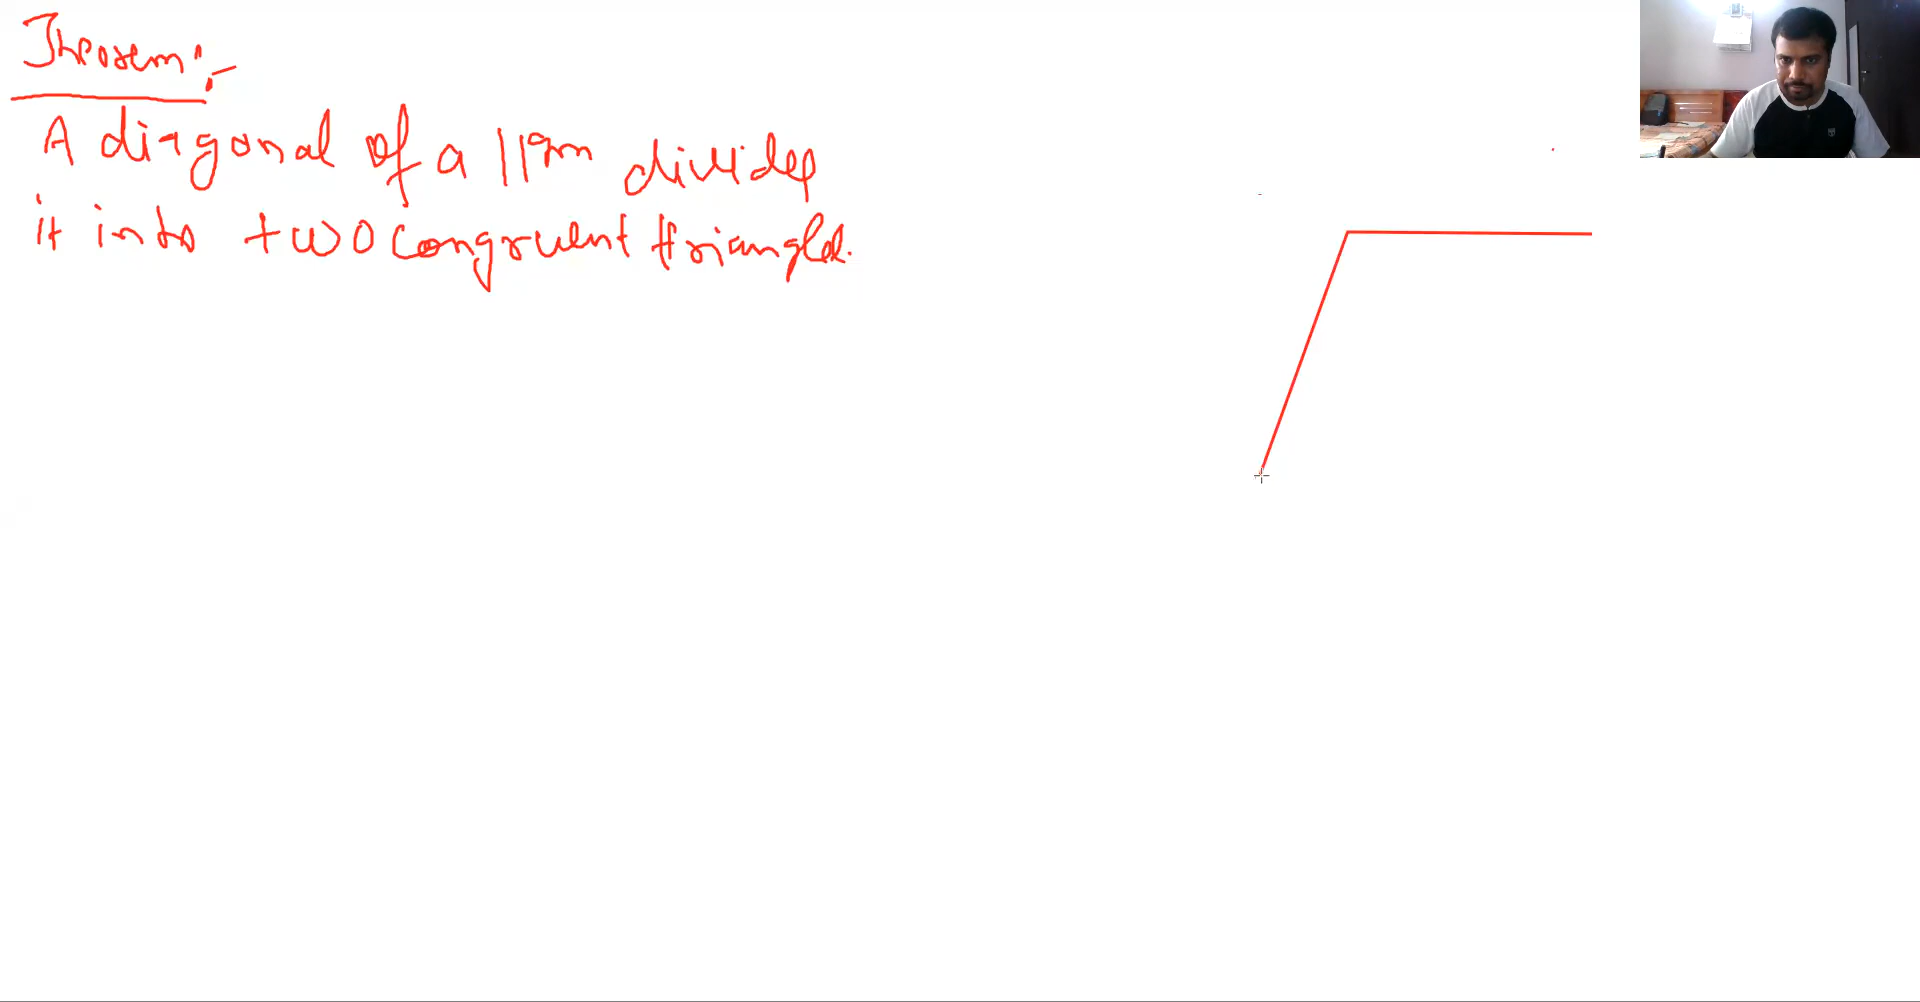 Theorem:-
A diagonal of a ||gm divides
it into two congruent triangles.